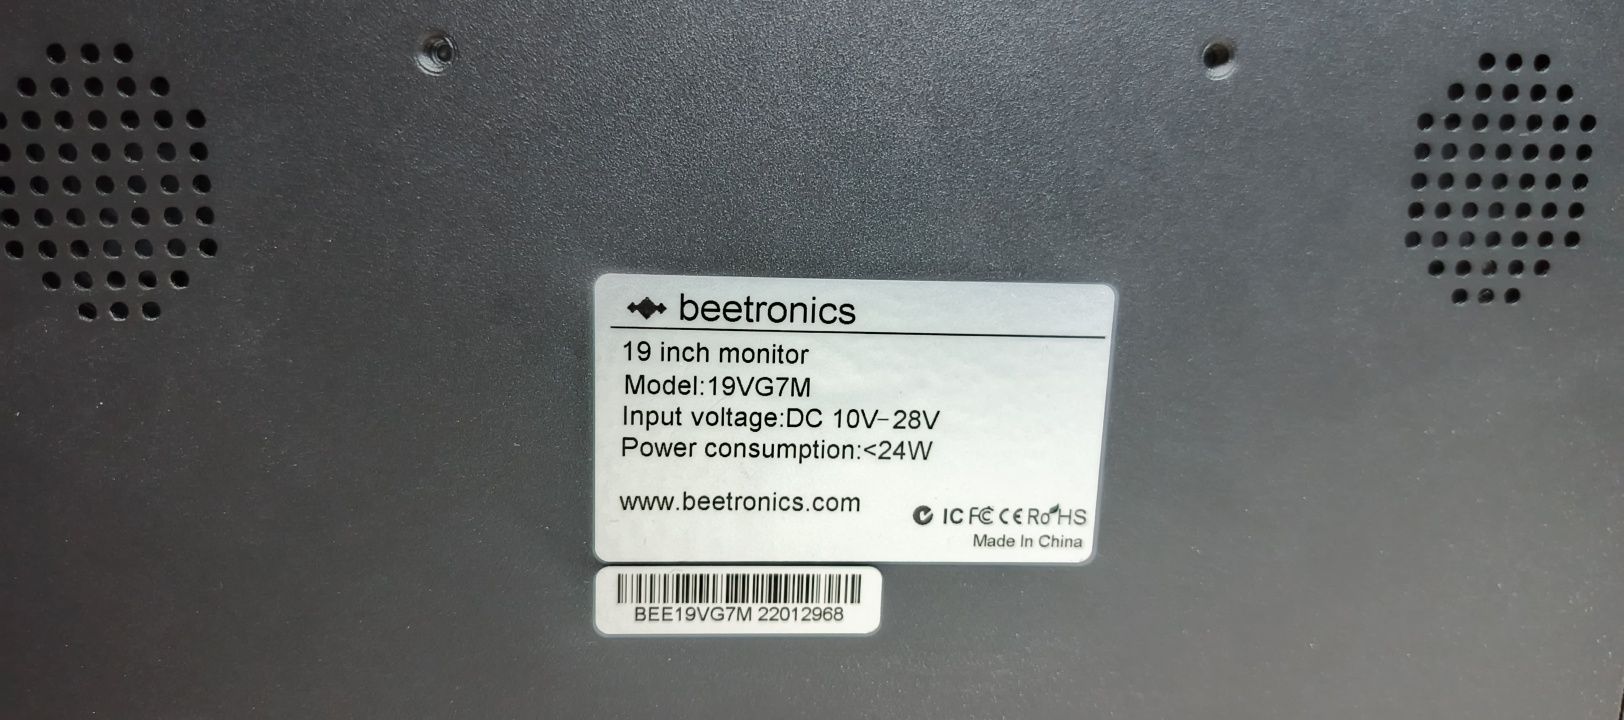 beetronics
19 inch monitor
Model:19VG7M
Input voltage:DC 10V-28V
Power consumption:<24W
www.beetronics.com
IC FC CE RoHS
Made In China
BEE19VG7M 22012968